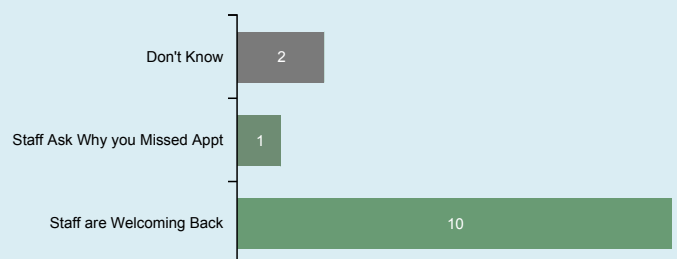 Don't Know
2
Staff Ask Why you Missed Appt
1
Staff are Welcoming Back
10